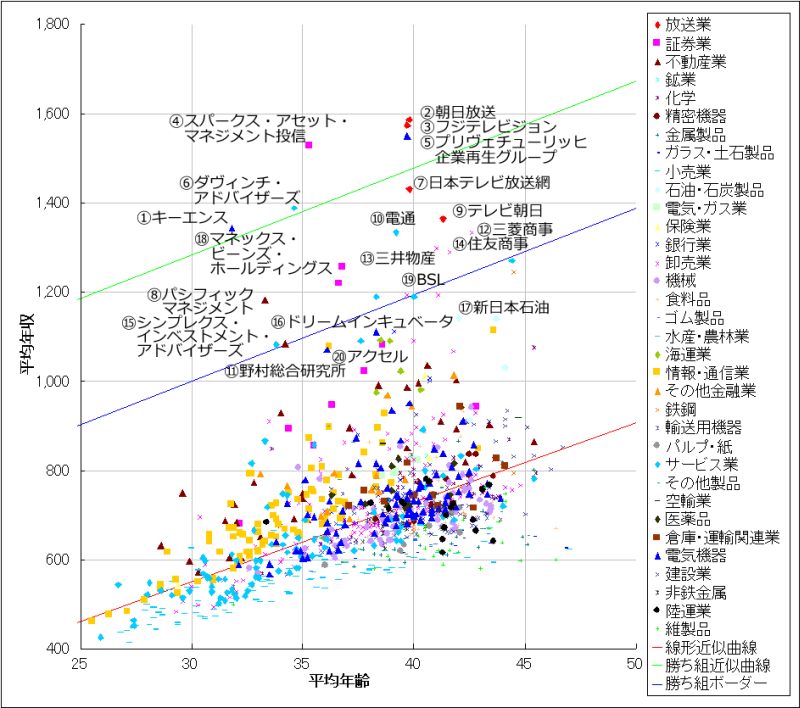 1,800
1,600
1,400
1,200
1,000
800
600
400
平均年収
25
30
35
40
45
50
平均年齢
④スパークス・アセット・
マネジメント投信
②朝日放送
③フジテレビジョン
⑤プリヴェチューリッヒ
企業再生グループ
⑥ダヴィンチ・
アドバイザーズ
⑦日本テレビ放送網
①キーエンス
⑩電通
⑨テレビ朝日
⑫三菱商事
⑱マネックス・
ビーンズ・
ホールディングス
⑬三井物産
⑭住友商事
⑲BSL
⑧パシフィック
マネジメント
⑰新日本石油
⑮シンプレクス・
インベストメント・
アドバイザーズ
⑯ドリームインキュベータ
⑳アクセル
⑪野村総合研究所
放送業
証券業
不動産業
鉱業
化学
精密機器
金属製品
ガラス・土石製品
小売業
石油・石炭製品
電気・ガス業
保険業
銀行業
卸売業
機械
食料品
ゴム製品
水産・農林業
海運業
情報・通信業
その他金融業
鉄鋼
輸送用機器
パルプ・紙
サービス業
その他製品
空輸業
医薬品
倉庫・運輸関連業
電気機器
建設業
非鉄金属
陸運業
維製品
線形近似曲線
勝ち組近似曲線
勝ち組ボーダー